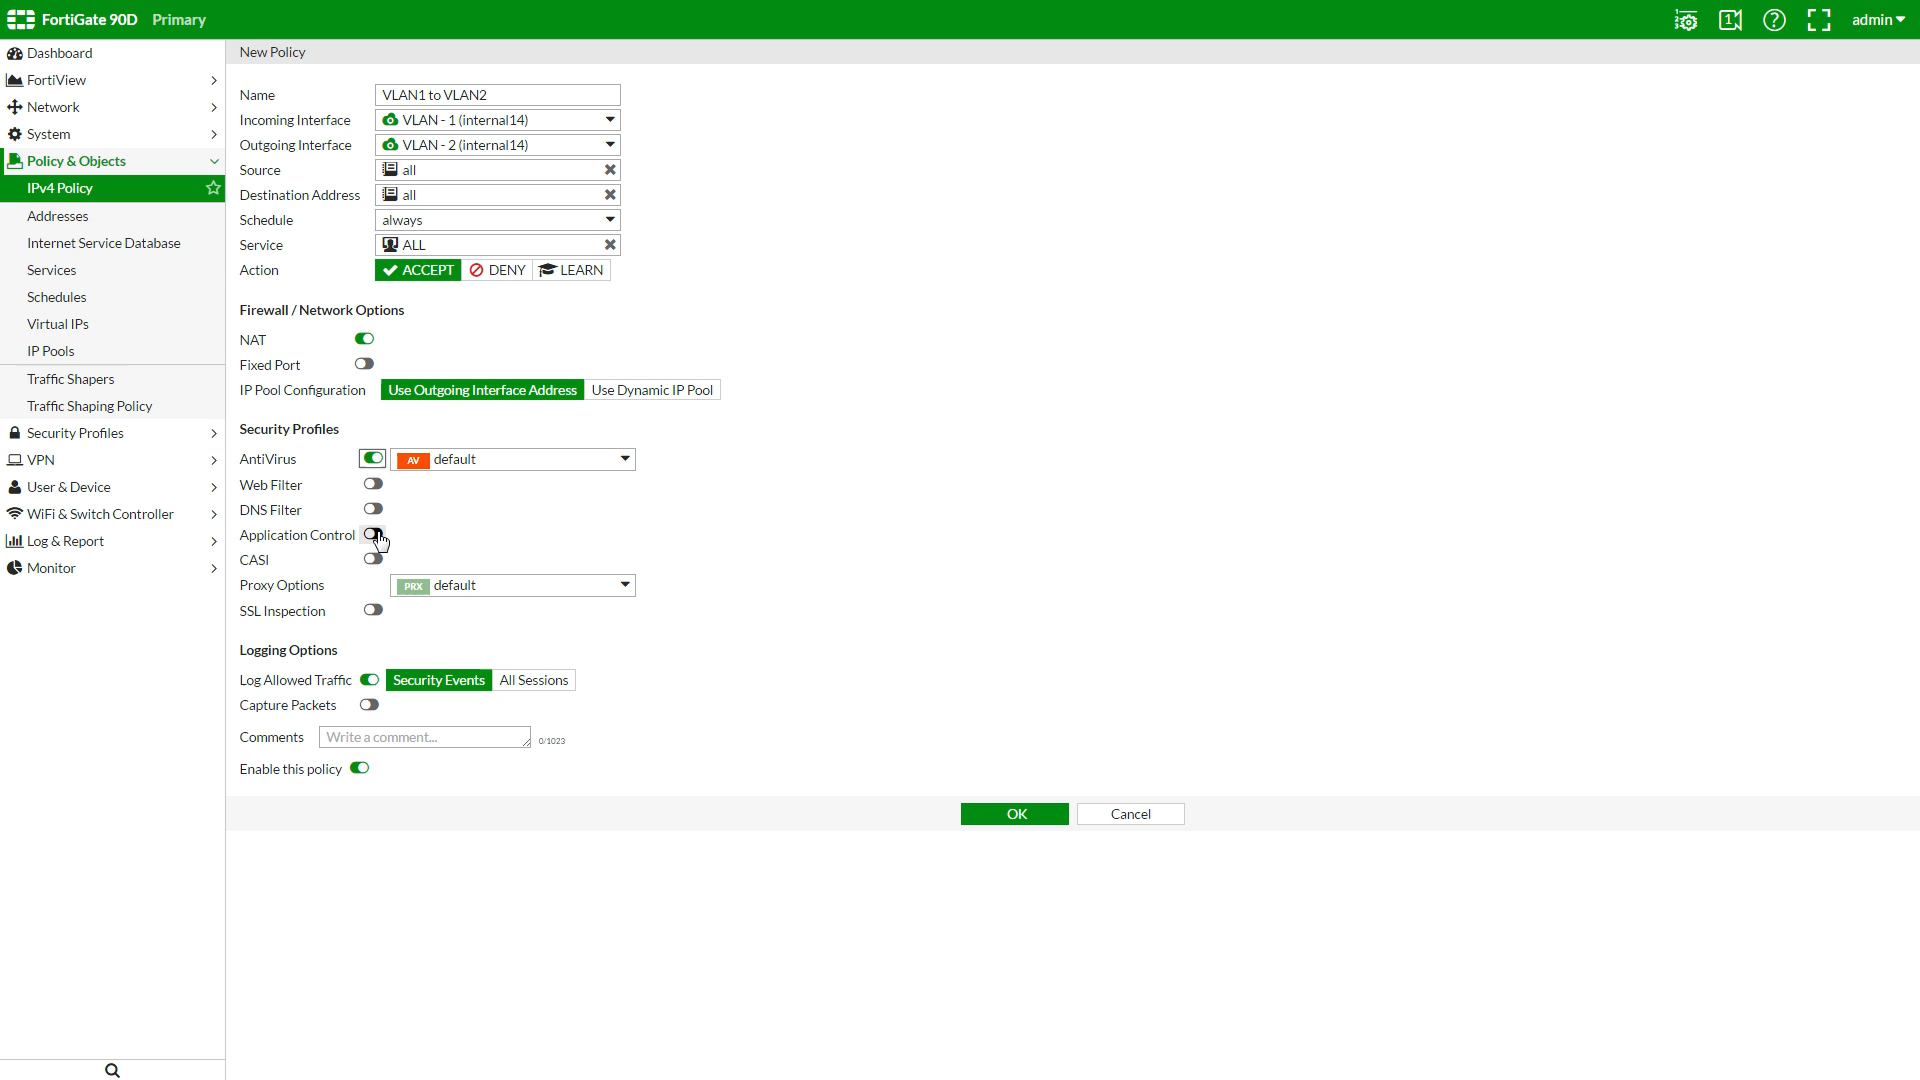 FortiGate 90D Primary
1 2 3
1
?
admin
Dashboard
FortiView
Network
System
Policy & Objects
IPv4 Policy
Addresses
Internet Service Database
Services
Schedules
Virtual IPs
IP Pools
Traffic Shapers
Traffic Shaping Policy
Security Profiles
VPN
User & Device
WiFi & Switch Controller
Log & Report
Monitor
New Policy
Name VLAN1 to VLAN2
Incoming Interface VLAN - 1 (internal14)
Outgoing Interface VLAN - 2 (internal14)
Source all
Destination Address all
Schedule always
Service ALL
Action ACCEPT DENY LEARN
Firewall / Network Options
NAT
Fixed Port
IP Pool Configuration Use Outgoing Interface Address Use Dynamic IP Pool
Security Profiles
AntiVirus AV default
Web Filter
DNS Filter
Application Control
CASI
Proxy Options PRX default
SSL Inspection
Logging Options
Log Allowed Traffic Security Events All Sessions
Capture Packets
Comments Write a comment... 0/1023
Enable this policy
OK Cancel